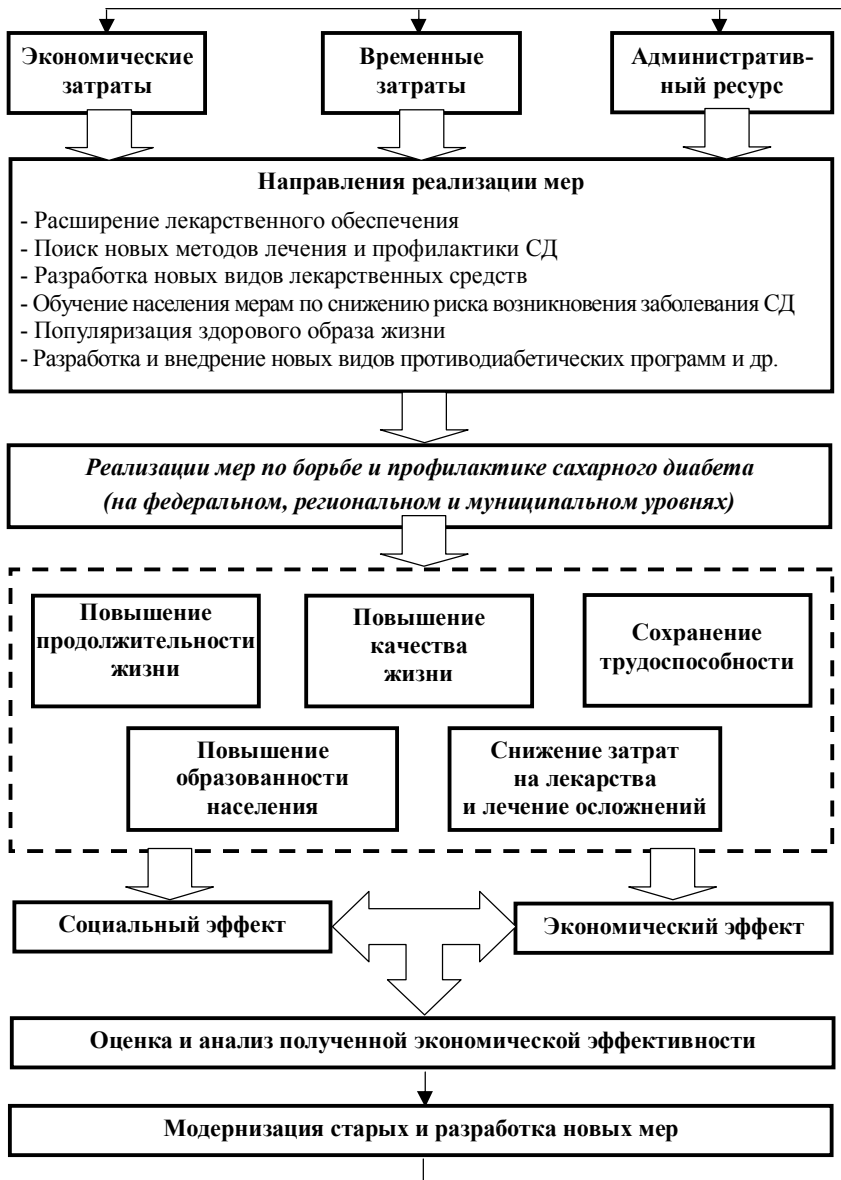 Экономические
затраты
Временные
затраты
Административ-
ный ресурс
Направления реализации мер
- Расширение лекарственного обеспечения
- Поиск новых методов лечения и профилактики СД
- Разработка новых видов лекарственных средств
- Обучение населения мерам по снижению риска возникновения заболевания СД
- Популяризация здорового образа жизни
- Разработка и внедрение новых видов противодиабетических программ и др.
Реализации мер по борьбе и профилактике сахарного диабета
(на федеральном, региональном и муниципальном уровнях)
Повышение
продолжительности
жизни
Повышение
качества
жизни
Сохранение
трудоспособности
Повышение
образованности
населения
Снижение затрат
на лекарства
и лечение осложнений
Социальный эффект
Экономический эффект
Оценка и анализ полученной экономической эффективности
Модернизация старых и разработка новых мер